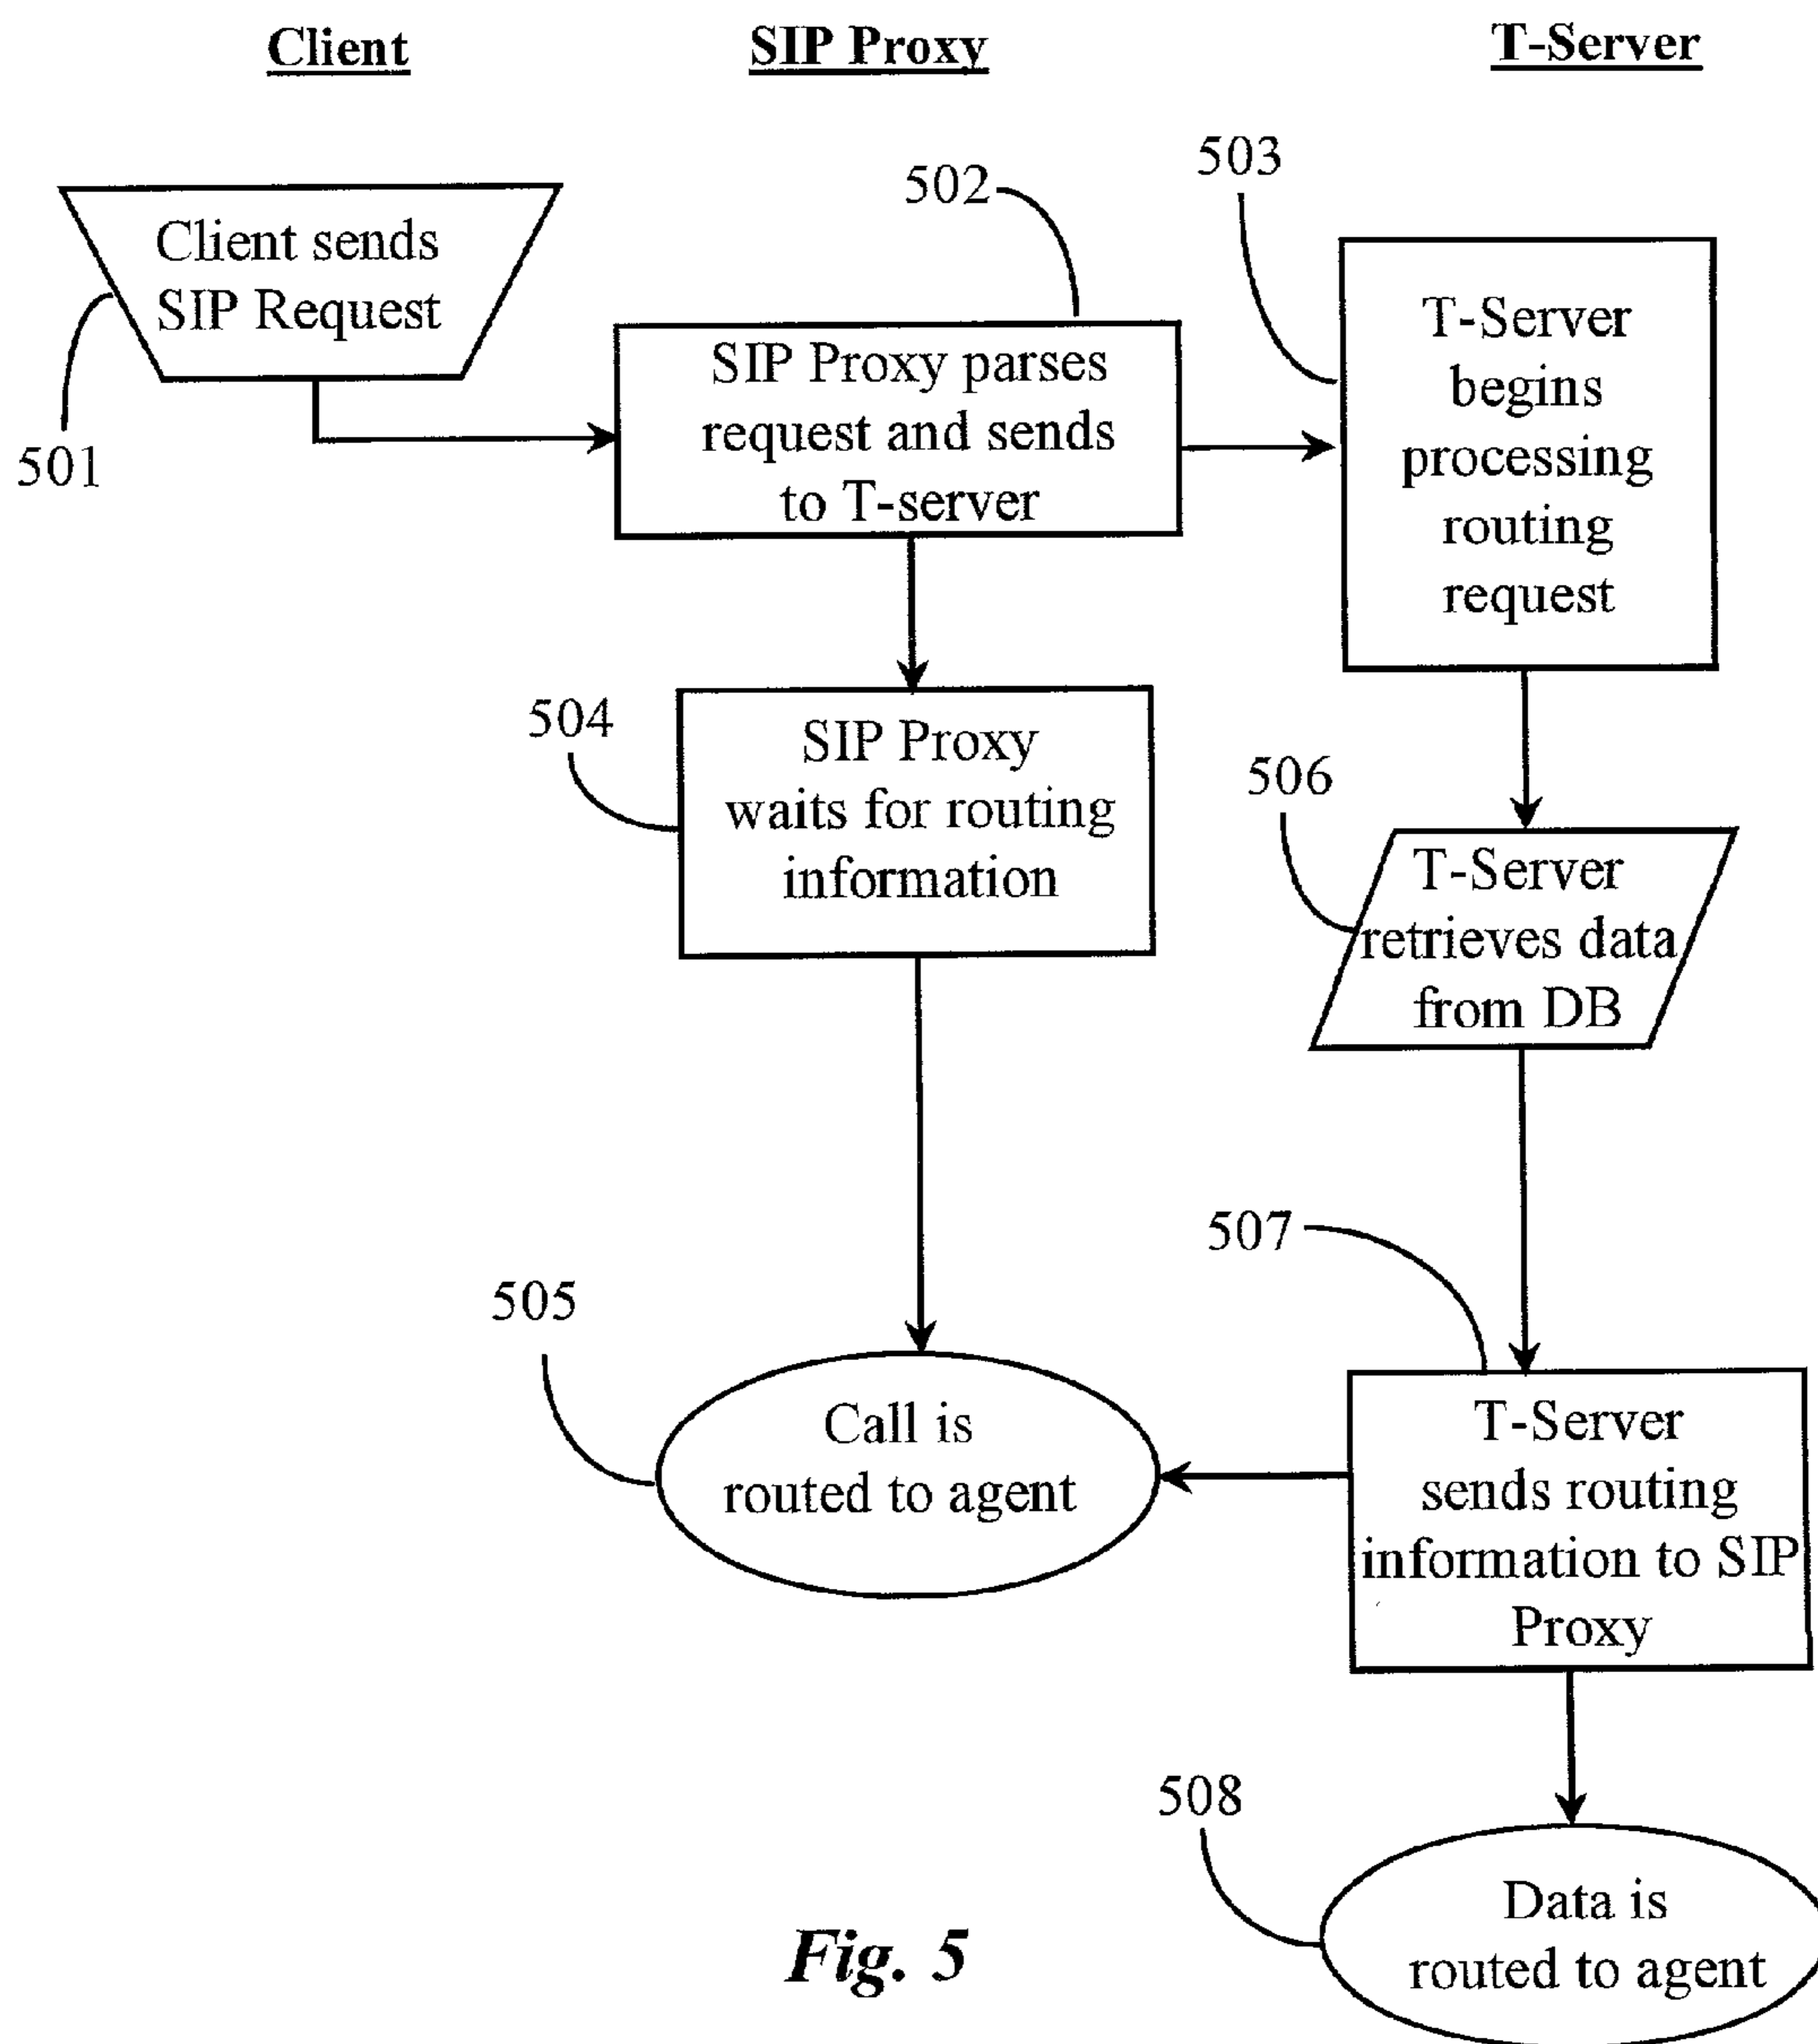 Client
SIP Proxy
T-Server
503
502
Client sends
SIP Request
501
SIP Proxy parses
request and sends
to T-server
T-Server
begins
processing
routing
request
504
SIP Proxy
waits for routing
information
506
T-Server
retrieves data
from DB
507
505
Call is
routed to agent
T-Server
sends routing
information to SIP
Proxy
508
Data is
routed to agent
Fig. 5